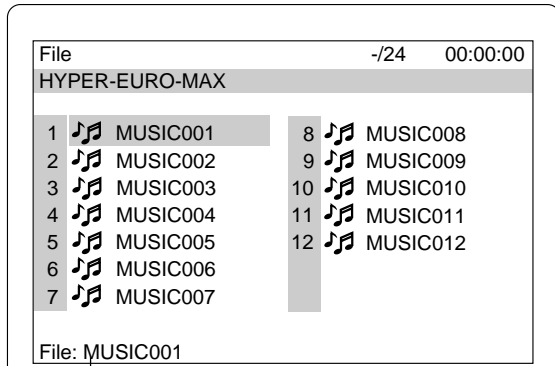 File -/24 00:00:00
HYPER-EURO-MAX
1 MUSIC001
2 MUSIC002
3 MUSIC003
4 MUSIC004
5 MUSIC005
6 MUSIC006
7 MUSIC007
8 MUSIC008
9 MUSIC009
10 MUSIC010
11 MUSIC011
12 MUSIC012
File: MUSIC001